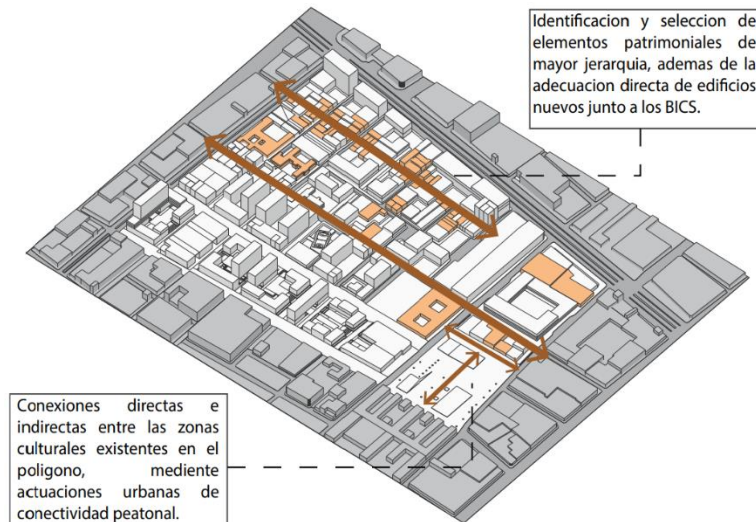 Identificacion y seleccion de
elementos patrimoniales de
mayor jerarquia, ademas de la
adecuacion directa de edificios
nuevos junto a los BICS.
Conexiones directas e
indirectas entre las zonas
culturales existentes en el
poligono, mediante
actuaciones urbanas de
conectividad peatonal.